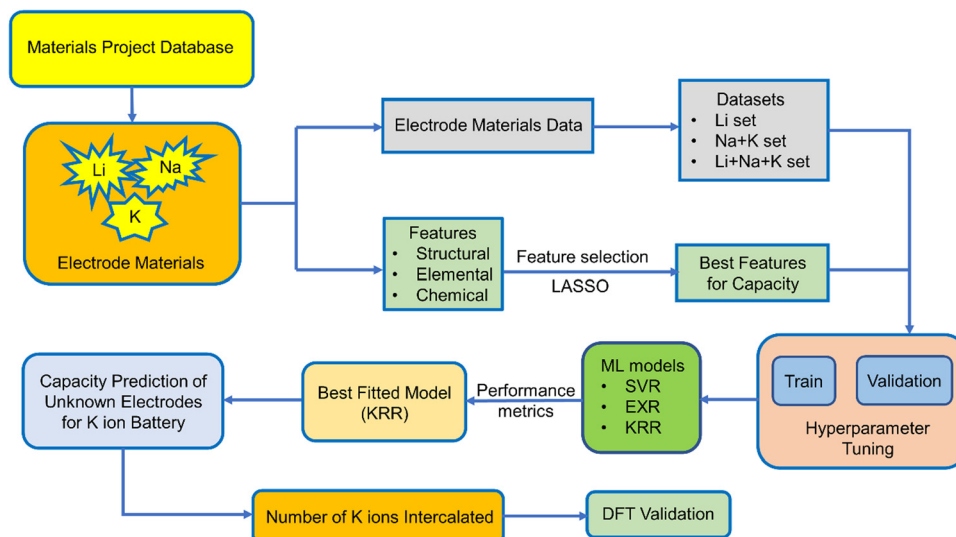 Materials Project Database
Li
Na
K
Electrode Materials
Electrode Materials Data
Datasets
• Li set
• Na+K set
• Li+Na+K set
Features
• Structural
• Elemental
• Chemical
Feature selection
LASSO
Best Features
for Capacity
Train
Validation
Hyperparameter
Tuning
ML models
• SVR
• EXR
• KRR
Performance
metrics
Best Fitted Model
(KRR)
Capacity Prediction of
Unknown Electrodes
for K ion Battery
Number of K ions Intercalated
DFT Validation